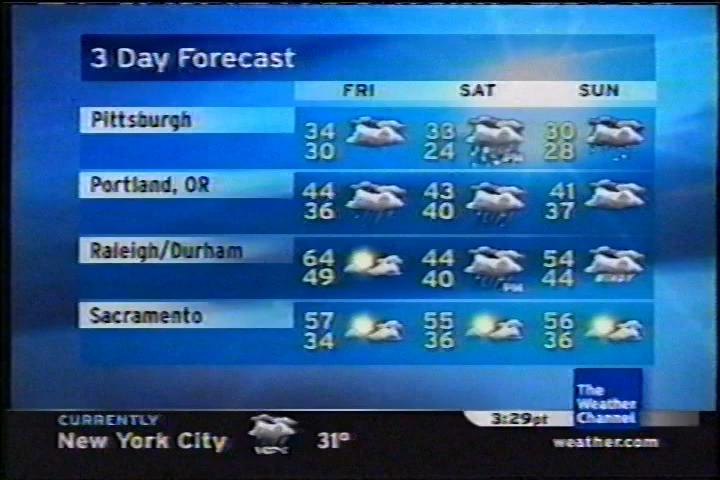 3 Day Forecast
FRI SAT SUN
Pittsburgh 34 33 30
30 24 28
Portland, OR 44 43 41
36 40 37
Raleigh/Durham 64 44 54
49 40 44
PM WINDY
Sacramento 57 55 56
34 36 36
The
Weather
Channel
CURRENTLY 3:29pt
New York City 31° weather.com